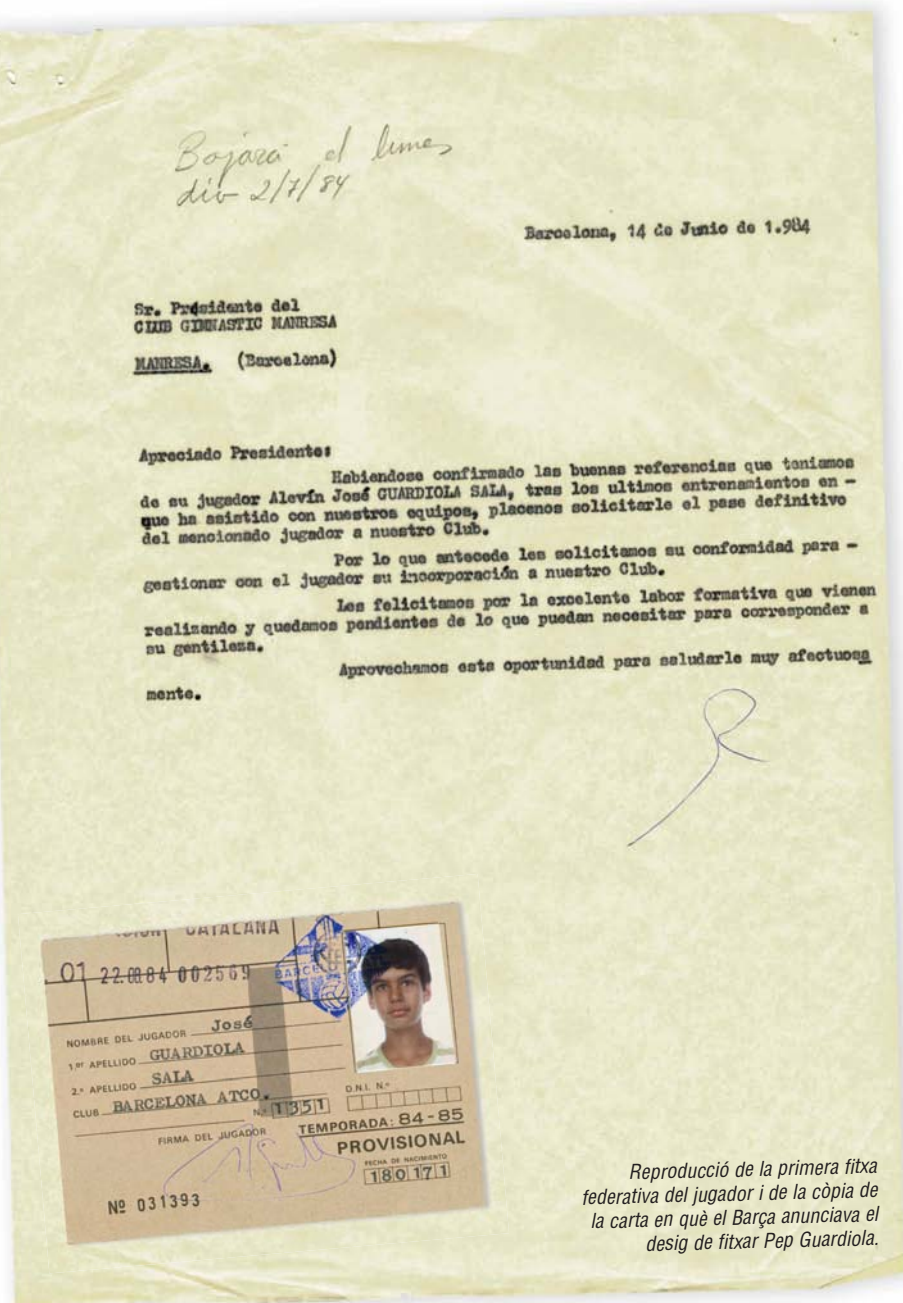 Bajará el lunes
día 2/7/84
Barcelona, 14 de Junio de 1.984
Sr. Présidente del
CLUB GIMNASTIC MANRESA
MANRESA. (Barcelona)
Apreciado Presidente:
Habiendose confirmado las buenas referencias que teniamos
de su jugador Alevín José GUARDIOLA SALA, tras los ultimos entrenamientos en -
que ha asistido con nuestros equipos, placenos solicitarle el pase definitivo
del mencionado jugador a nuestro Club.
Por lo que antecede les solicitamos su conformidad para -
gestionar con el jugador su incorporación a nuestro Club.
Les felicitamos por la excelente labor formativa que vienen
realizando y quedamos pendientes de lo que puedan necesitar para corresponder a
su gentileza.
Aprovechamos esta oportunidad para saludarle muy afectuosa
mente.
CATALANA
01 22.08.84 002569
NOMBRE DEL JUGADOR José
1.er APELLIDO GUARDIOLA
2.º APELLIDO SALA
CLUB BARCELONA ATCO.
N.º 1351
D.N.I. N.º
FIRMA DEL JUGADOR
TEMPORADA: 84-85
PROVISIONAL
FECHA DE NACIMIENTO
180171
Nº 031393
Reproducció de la primera fitxa
federativa del jugador i de la còpia de
la carta en què el Barça anunciava el
desig de fitxar Pep Guardiola.